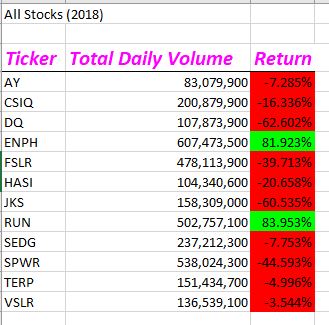 All Stocks (2018)
Ticker Total Daily Volume Return
AY 83,079,900 -7.285%
CSIQ 200,879,900 -16.336%
DQ 107,873,900 -62.602%
ENPH 607,473,500 81.923%
FSLR 478,113,900 -39.713%
HASI 104,340,600 -20.658%
JKS 158,309,000 -60.535%
RUN 502,757,100 83.953%
SEDG 237,212,300 -7.753%
SPWR 538,024,300 -44.593%
TERP 151,434,700 -4.996%
VSLR 136,539,100 -3.544%